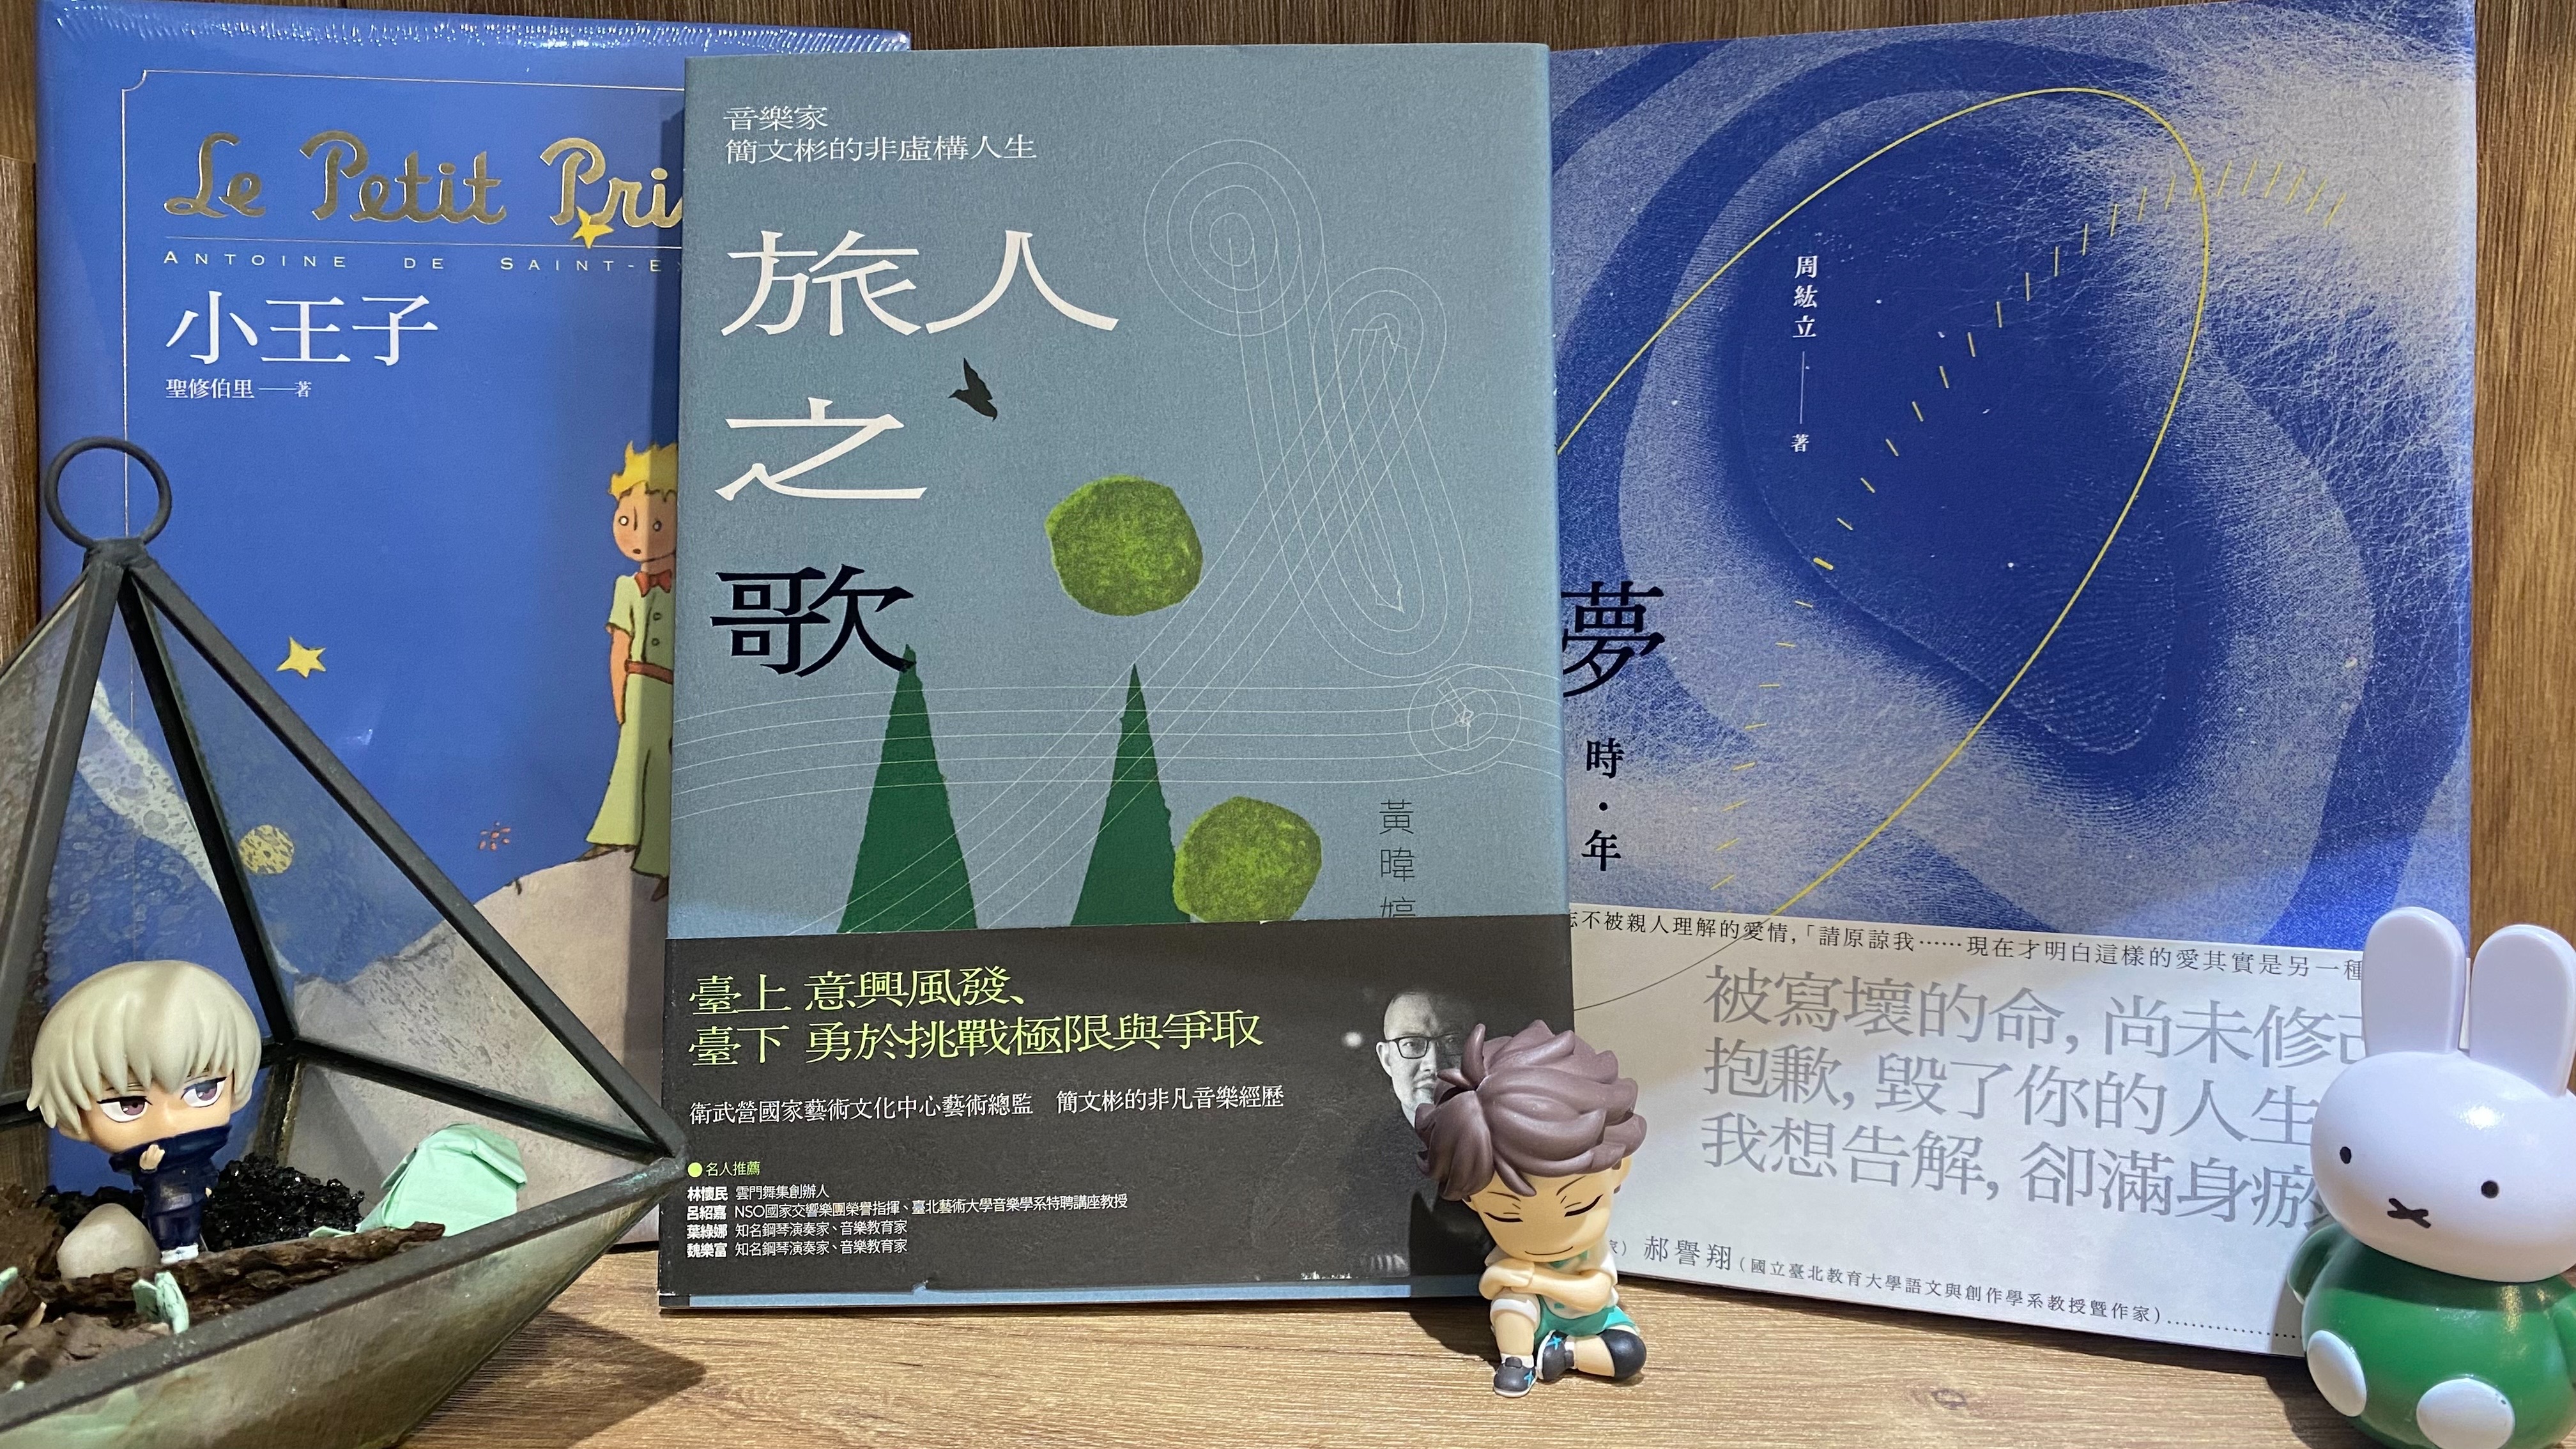 Le Petit Pri
ANTOINE DE SAINT-E
小王子
聖修伯里——著
音樂家
簡文彬的非虛構人生
旅人
之
歌
黃暐婷
臺上 意興風發、
臺下 勇於挑戰極限與爭取
衛武營國家藝術文化中心藝術總監 簡文彬的非凡音樂經歷
●名人推薦
林懷民 雲門舞集創辦人
呂紹嘉 NSO國家交響樂團榮譽指揮、臺北藝術大學音樂學系特聘講座教授
葉綠娜 知名鋼琴演奏家、音樂教育家
魏樂富 知名鋼琴演奏家、音樂教育家
周紘立——著
夢
時・年
不被親人理解的愛情,「請原諒我……現在才明白這樣的愛其實是另一種
被寫壞的命, 尚未修
抱歉, 毀了你的人生
我想告解, 卻滿身瘀
家) 郝譽翔(國立臺北教育大學語文與創作學系教授暨作家)